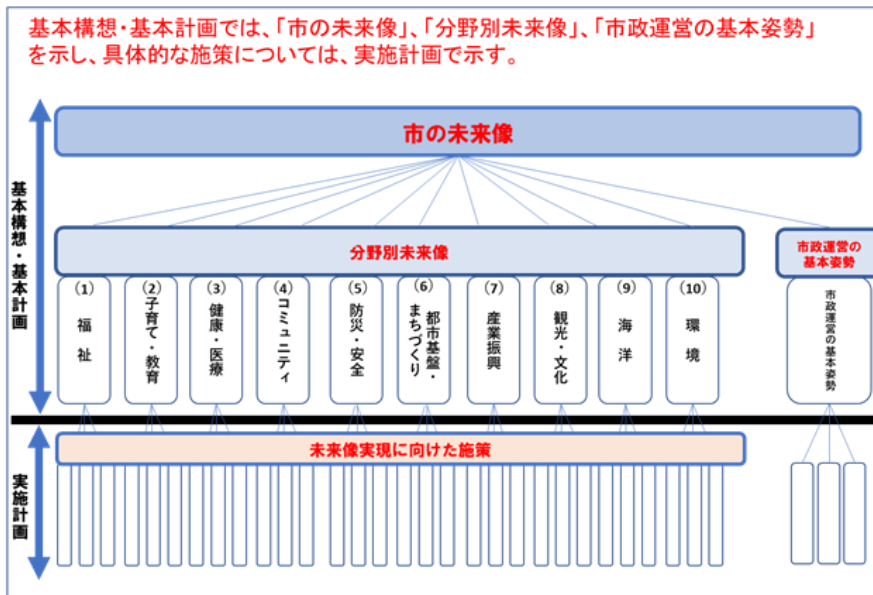 基本構想・基本計画では、「市の未来像」、「分野別未来像」、「市政運営の基本姿勢」
を示し、具体的な施策については、実施計画で示す。
市の未来像
基本構想・基本計画
分野別未来像
市政運営の
基本姿勢
(1)
福祉
(2)
子育て・教育
(3)
健康・医療
(4)
コミュニティ
(5)
防災・安全
(6)
都市基盤・
まちづくり
(7)
産業振興
(8)
観光・文化
(9)
海洋
(10)
環境
市政運営の基本姿勢
実施計画
未来像実現に向けた施策